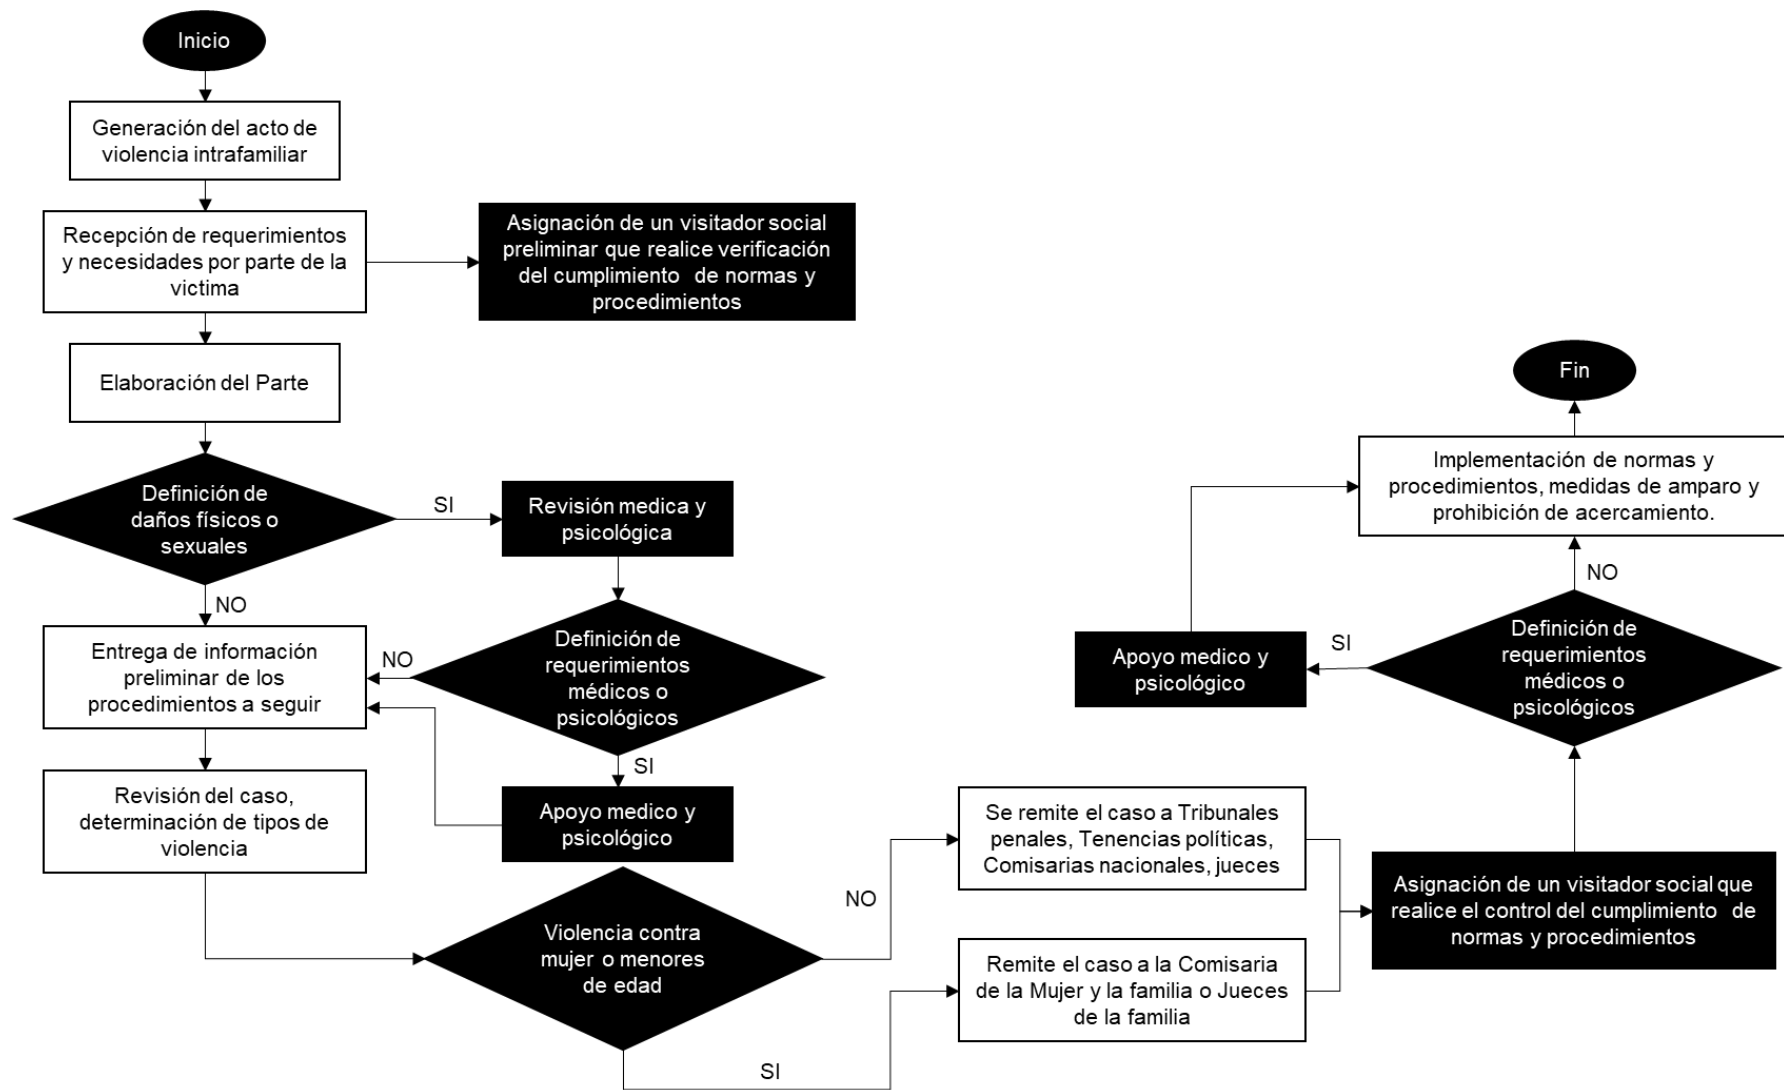 Inicio
Generación del acto de
violencia intrafamiliar
Recepción de requerimientos
y necesidades por parte de la
victima
Asignación de un visitador social
preliminar que realice verificación
del cumplimiento de normas y
procedimientos
Elaboración del Parte
Definición de
daños físicos o
sexuales
SI
Revisión medica y
psicológica
NO
Entrega de información
preliminar de los
procedimientos a seguir
NO
Definición de
requerimientos
médicos o
psicológicos
SI
Apoyo medico y
psicológico
Revisión del caso,
determinación de tipos de
violencia
Violencia contra
mujer o menores
de edad
NO
Se remite el caso a Tribunales
penales, Tenencias políticas,
Comisarias nacionales, jueces
SI
Remite el caso a la Comisaria
de la Mujer y la familia o Jueces
de la familia
Asignación de un visitador social que
realice el control del cumplimiento de
normas y procedimientos
Definición de
requerimientos
médicos o
psicológicos
SI
Apoyo medico y
psicológico
NO
Implementación de normas y
procedimientos, medidas de amparo y
prohibición de acercamiento.
Fin